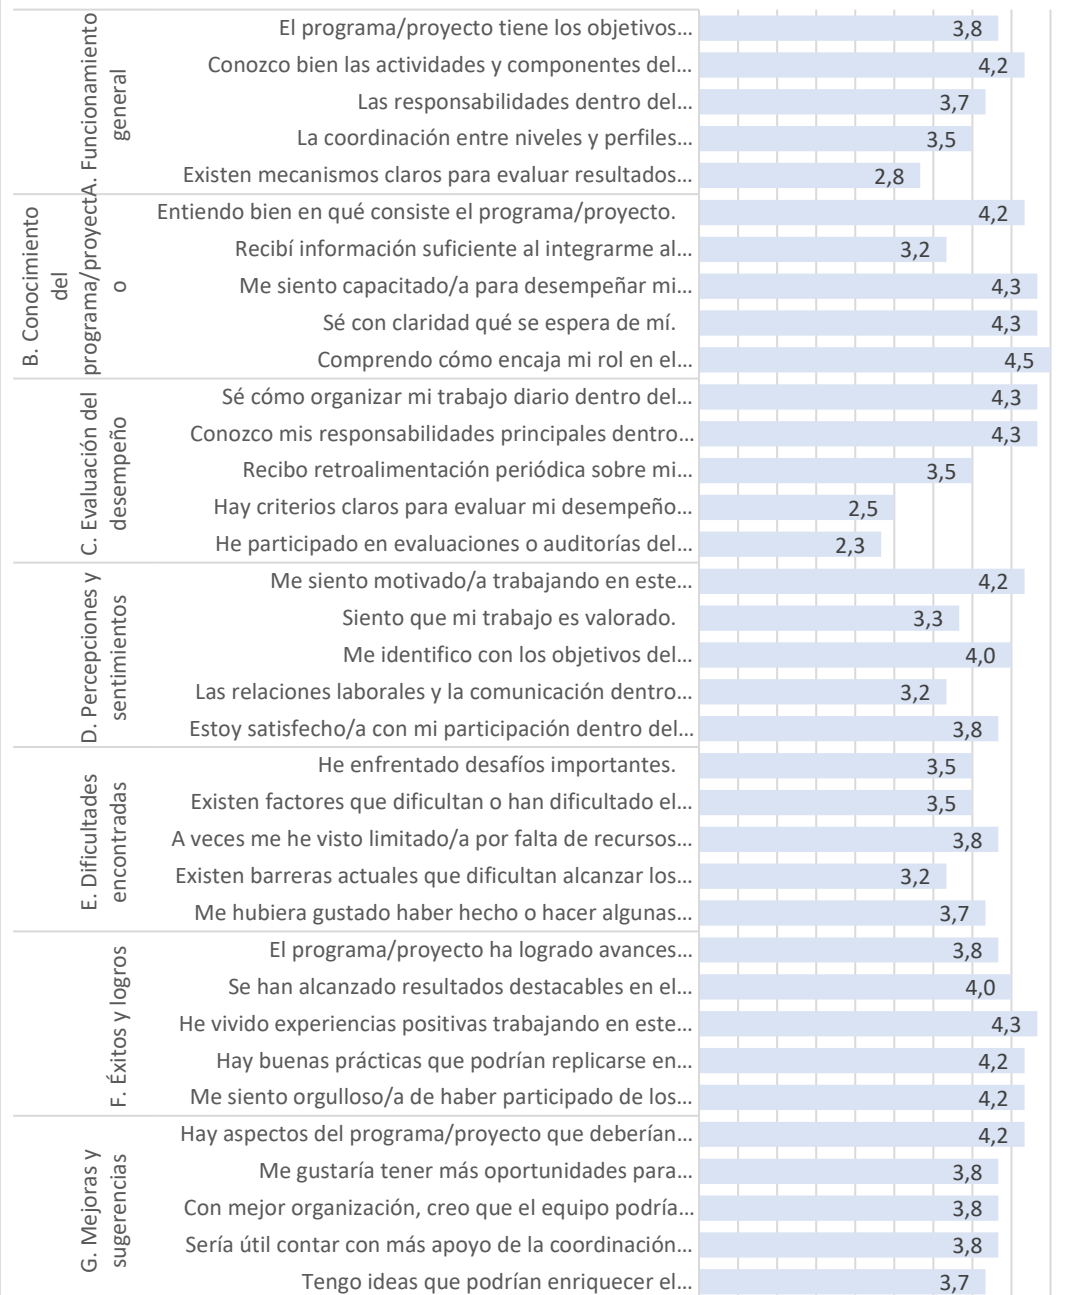 A. Funcionamiento
general
El programa/proyecto tiene los objetivos... 3,8
Conozco bien las actividades y componentes del... 4,2
Las responsabilidades dentro del... 3,7
La coordinación entre niveles y perfiles... 3,5
Existen mecanismos claros para evaluar resultados... 2,8
B. Conocimiento
del
programa/proyect
o
Entiendo bien en qué consiste el programa/proyecto. 4,2
Recibí información suficiente al integrarme al... 3,2
Me siento capacitado/a para desempeñar mi... 4,3
Sé con claridad qué se espera de mí. 4,3
Comprendo cómo encaja mi rol en el... 4,5
C. Evaluación del
desempeño
Sé cómo organizar mi trabajo diario dentro del... 4,3
Conozco mis responsabilidades principales dentro... 4,3
Recibo retroalimentación periódica sobre mi... 3,5
Hay criterios claros para evaluar mi desempeño... 2,5
He participado en evaluaciones o auditorías del... 2,3
D. Percepciones y
sentimientos
Me siento motivado/a trabajando en este... 4,2
Siento que mi trabajo es valorado. 3,3
Me identifico con los objetivos del... 4,0
Las relaciones laborales y la comunicación dentro... 3,2
Estoy satisfecho/a con mi participación dentro del... 3,8
E. Dificultades
encontradas
He enfrentado desafíos importantes. 3,5
Existen factores que dificultan o han dificultado el... 3,5
A veces me he visto limitado/a por falta de recursos... 3,8
Existen barreras actuales que dificultan alcanzar los... 3,2
Me hubiera gustado haber hecho o hacer algunas... 3,7
F. Éxitos y logros
El programa/proyecto ha logrado avances... 3,8
Se han alcanzado resultados destacables en el... 4,0
He vivido experiencias positivas trabajando en este... 4,3
Hay buenas prácticas que podrían replicarse en... 4,2
Me siento orgulloso/a de haber participado de los... 4,2
G. Mejoras y
sugerencias
Hay aspectos del programa/proyecto que deberían... 4,2
Me gustaría tener más oportunidades para... 3,8
Con mejor organización, creo que el equipo podría... 3,8
Sería útil contar con más apoyo de la coordinación... 3,8
Tengo ideas que podrían enriquecer el... 3,7